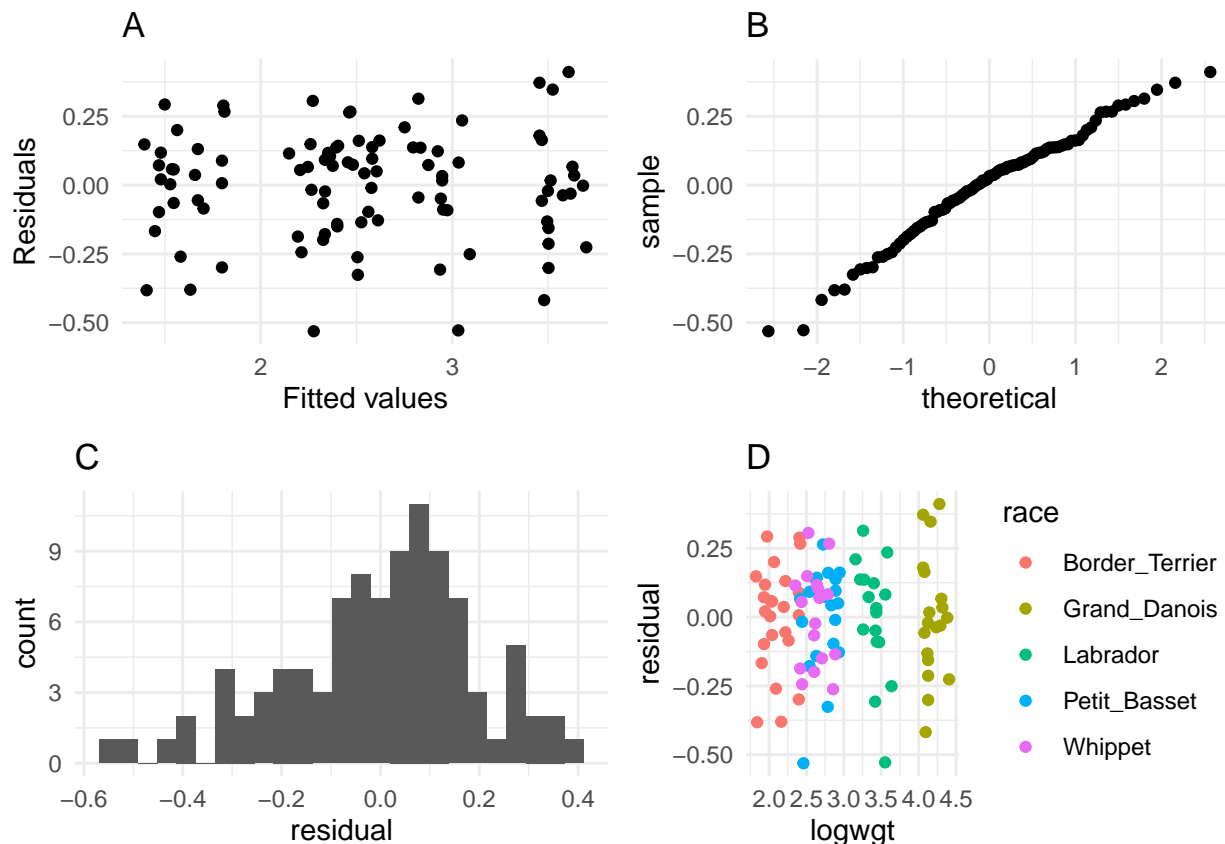 A
0.25
0.00
−0.25
−0.50
Residuals
2 3
Fitted values
B
0.25
0.00
−0.25
−0.50
sample
−2 −1 0 1 2
theoretical
C
9
6
3
0
count
−0.6 −0.4 −0.2 0.0 0.2 0.4
residual
D
0.25
0.00
−0.25
−0.50
residual
2.0 2.5 3.0 3.5 4.0 4.5
logwgt
race
Border_Terrier
Grand_Danois
Labrador
Petit_Basset
Whippet